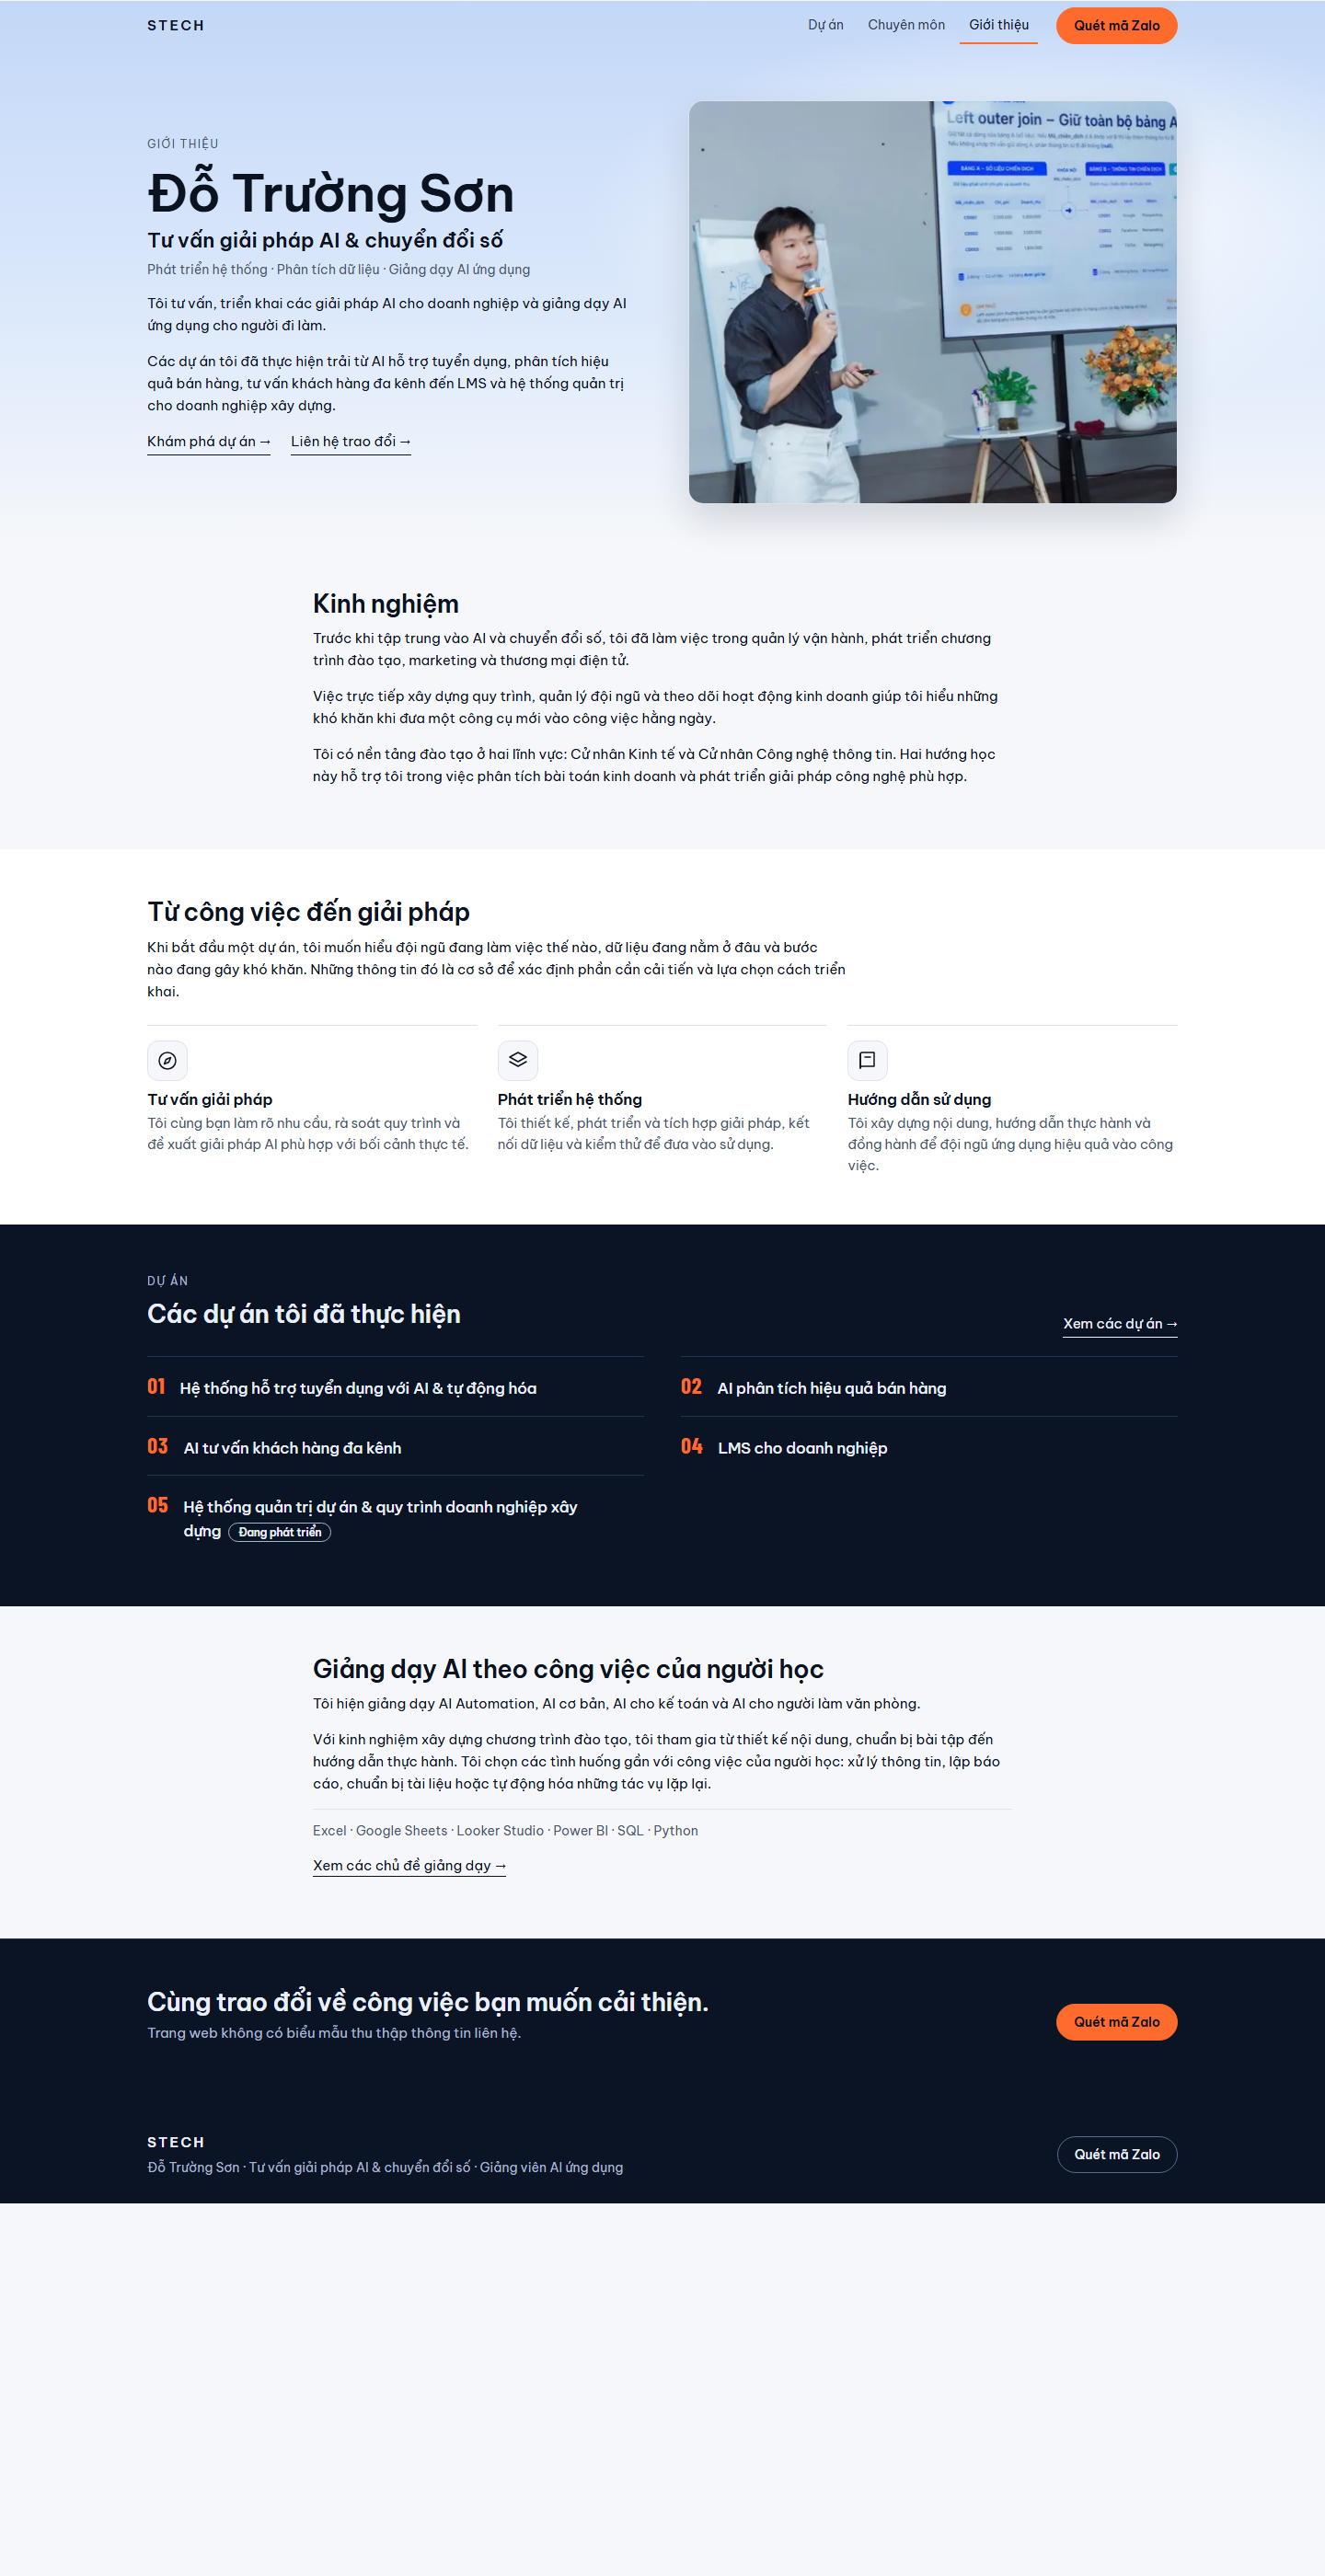 STECH
Dự án
Chuyên môn
Giới thiệu
Quét mã Zalo
GIỚI THIỆU
Đỗ Trường Sơn
Tư vấn giải pháp AI & chuyển đổi số
Phát triển hệ thống · Phân tích dữ liệu · Giảng dạy AI ứng dụng
Tôi tư vấn, triển khai các giải pháp AI cho doanh nghiệp và giảng dạy AI
ứng dụng cho người đi làm.
Các dự án tôi đã thực hiện trải từ AI hỗ trợ tuyển dụng, phân tích hiệu
quả bán hàng, tư vấn khách hàng đa kênh đến LMS và hệ thống quản trị
cho doanh nghiệp xây dựng.
Khám phá dự án →
Liên hệ trao đổi →
Left outer join – Giữ toàn bộ bảng A
BẢNG A – SỐ LIỆU CHIẾN DỊCH
BẢNG B – THÔNG TIN CHIẾN DỊCH
Kinh nghiệm
Trước khi tập trung vào AI và chuyển đổi số, tôi đã làm việc trong quản lý vận hành, phát triển chương
trình đào tạo, marketing và thương mại điện tử.
Việc trực tiếp xây dựng quy trình, quản lý đội ngũ và theo dõi hoạt động kinh doanh giúp tôi hiểu những
khó khăn khi đưa một công cụ mới vào công việc hằng ngày.
Tôi có nền tảng đào tạo ở hai lĩnh vực: Cử nhân Kinh tế và Cử nhân Công nghệ thông tin. Hai hướng học
này hỗ trợ tôi trong việc phân tích bài toán kinh doanh và phát triển giải pháp công nghệ phù hợp.
Từ công việc đến giải pháp
Khi bắt đầu một dự án, tôi muốn hiểu đội ngũ đang làm việc thế nào, dữ liệu đang nằm ở đâu và bước
nào đang gây khó khăn. Những thông tin đó là cơ sở để xác định phần cần cải tiến và lựa chọn cách triển
khai.
Tư vấn giải pháp
Tôi cùng bạn làm rõ nhu cầu, rà soát quy trình và
đề xuất giải pháp AI phù hợp với bối cảnh thực tế.
Phát triển hệ thống
Tôi thiết kế, phát triển và tích hợp giải pháp, kết
nối dữ liệu và kiểm thử để đưa vào sử dụng.
Hướng dẫn sử dụng
Tôi xây dựng nội dung, hướng dẫn thực hành và
đồng hành để đội ngũ ứng dụng hiệu quả vào công
việc.
DỰ ÁN
Các dự án tôi đã thực hiện
Xem các dự án →
01 Hệ thống hỗ trợ tuyển dụng với AI & tự động hóa
02 AI phân tích hiệu quả bán hàng
03 AI tư vấn khách hàng đa kênh
04 LMS cho doanh nghiệp
05 Hệ thống quản trị dự án & quy trình doanh nghiệp xây
dựng Đang phát triển
Giảng dạy AI theo công việc của người học
Tôi hiện giảng dạy AI Automation, AI cơ bản, AI cho kế toán và AI cho người làm văn phòng.
Với kinh nghiệm xây dựng chương trình đào tạo, tôi tham gia từ thiết kế nội dung, chuẩn bị bài tập đến
hướng dẫn thực hành. Tôi chọn các tình huống gần với công việc của người học: xử lý thông tin, lập báo
cáo, chuẩn bị tài liệu hoặc tự động hóa những tác vụ lặp lại.
Excel · Google Sheets · Looker Studio · Power BI · SQL · Python
Xem các chủ đề giảng dạy →
Cùng trao đổi về công việc bạn muốn cải thiện.
Trang web không có biểu mẫu thu thập thông tin liên hệ.
Quét mã Zalo
STECH
Đỗ Trường Sơn · Tư vấn giải pháp AI & chuyển đổi số · Giảng viên AI ứng dụng
Quét mã Zalo